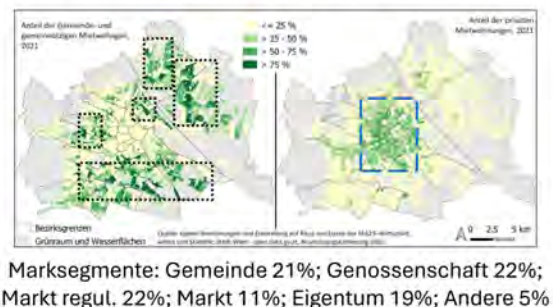 Anteil der Gemeinde- und
gemeinnützigen Mietwohngen,
2021
<= 25 %
> 25 - 50 %
> 50 - 75 %
> 75 %
Anteil der privaten
Mietwohnungen, 2021
Bezirksgrenzen
Grünraum und Wasserflächen
A 0 2.5 5 km
Marksegmente: Gemeinde 21%; Genossenschaft 22%;
Markt regul. 22%; Markt 11%; Eigentum 19%; Andere 5%